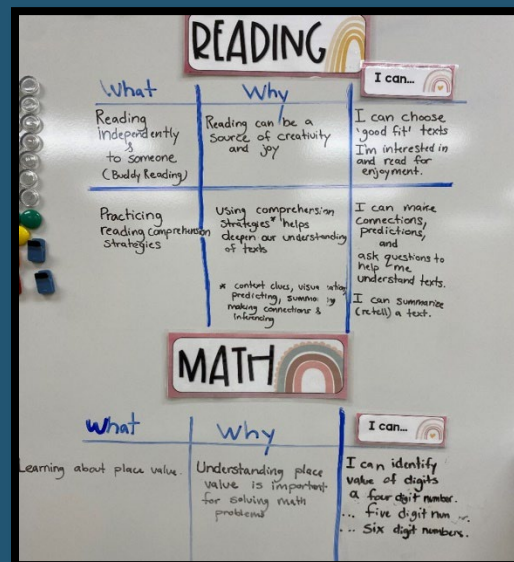 READING
What
Why
I can...
Reading
independently
&
to someone
(Buddy Reading)
Reading can be a
source of creativity
and joy
I can choose
'good fit' texts
I'm interested in
and read for
enjoyment.
Practicing
reading comprehension
strategies
Using comprehension
strategies* helps
deepen our understanding
of texts
* context clues,
predicting,
making connections &
inferencing
I can make
connections,
predictions,
and
ask questions to
help me
understand texts.
I can summarize
(retell) a text.
MATH
What
Why
I can...
Learning about place value.
Understanding place
value is important
for solving math
problems
I can identify
value of digits
a four digit number.
... five digit
... six digit numbers.